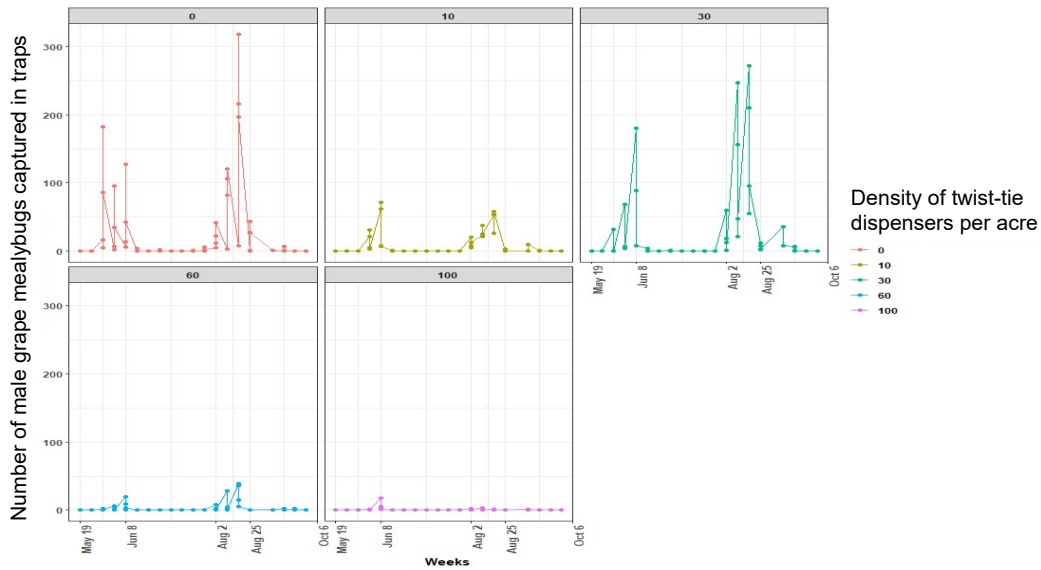 0
10
30
300
200
100
0
Number of male grape mealybugs captured in traps
May 19
Jun 8
Aug 2
Aug 25
Oct 6
Density of twist-tie
dispensers per acre
0
10
30
60
100
60
100
300
200
100
0
May 19
Jun 8
Aug 2
Aug 25
Oct 6
May 19
Jun 8
Aug 2
Aug 25
Oct 6
Weeks